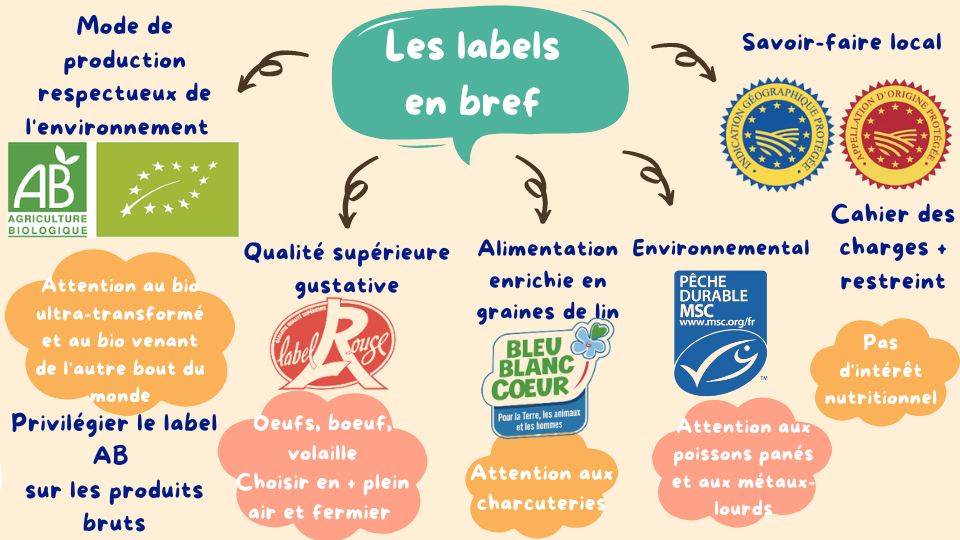 Les labels
en bref
Mode de
production
respectueux de
l'environnement
AB
AGRICULTURE
BIOLOGIQUE
Attention au bio
ultra-transformé
et au bio venant
de l'autre bout du
monde
Privilégier le label
AB
sur les produits
bruts
Qualité supérieure
gustative
label Rouge
Oeufs, boeuf,
volaille
Choisir en + plein
air et fermier
Alimentation
enrichie en
graines de lin
BLEU
BLANC
COEUR
Pour la Terre, les animaux
et les hommes
Attention aux
charcuteries
Environnemental
PÊCHE
DURABLE
MSC
www.msc.org/fr
TM
Attention aux
poissons panés
et aux métaux-
lourds
Savoir-faire local
INDICATION GÉOGRAPHIQUE PROTÉGÉE
APPELLATION D'ORIGINE PROTÉGÉE
Cahier des
charges +
restreint
Pas
d'intérêt
nutritionnel